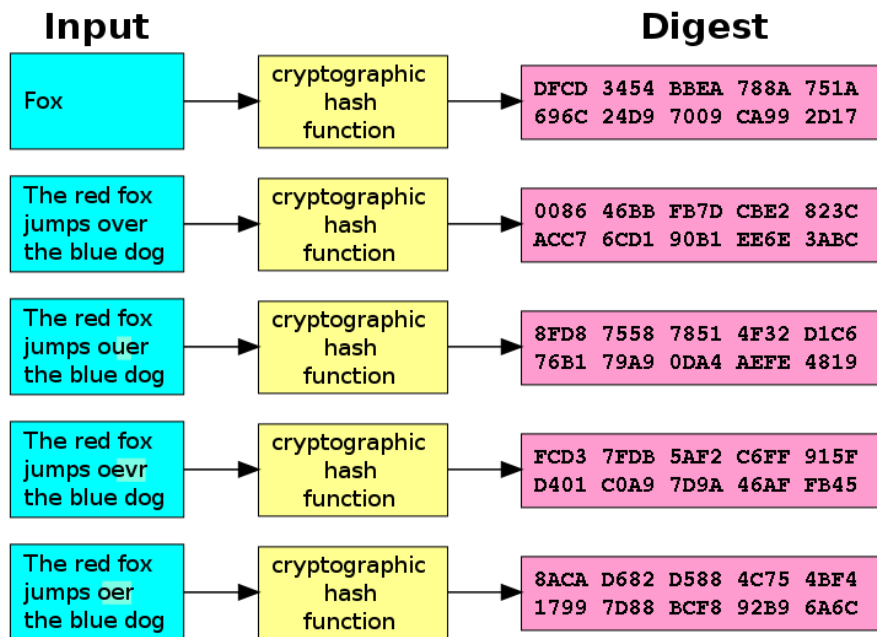 Input
Digest
Fox
cryptographic
hash
function
DFCD 3454 BBEA 788A 751A
696C 24D9 7009 CA99 2D17
The red fox
jumps over
the blue dog
cryptographic
hash
function
0086 46BB FB7D CBE2 823C
ACC7 6CD1 90B1 EE6E 3ABC
The red fox
jumps ouer
the blue dog
cryptographic
hash
function
8FD8 7558 7851 4F32 D1C6
76B1 79A9 0DA4 AEFE 4819
The red fox
jumps oevr
the blue dog
cryptographic
hash
function
FCD3 7FDB 5AF2 C6FF 915F
D401 C0A9 7D9A 46AF FB45
The red fox
jumps oer
the blue dog
cryptographic
hash
function
8ACA D682 D588 4C75 4BF4
1799 7D88 BCF8 92B9 6A6C